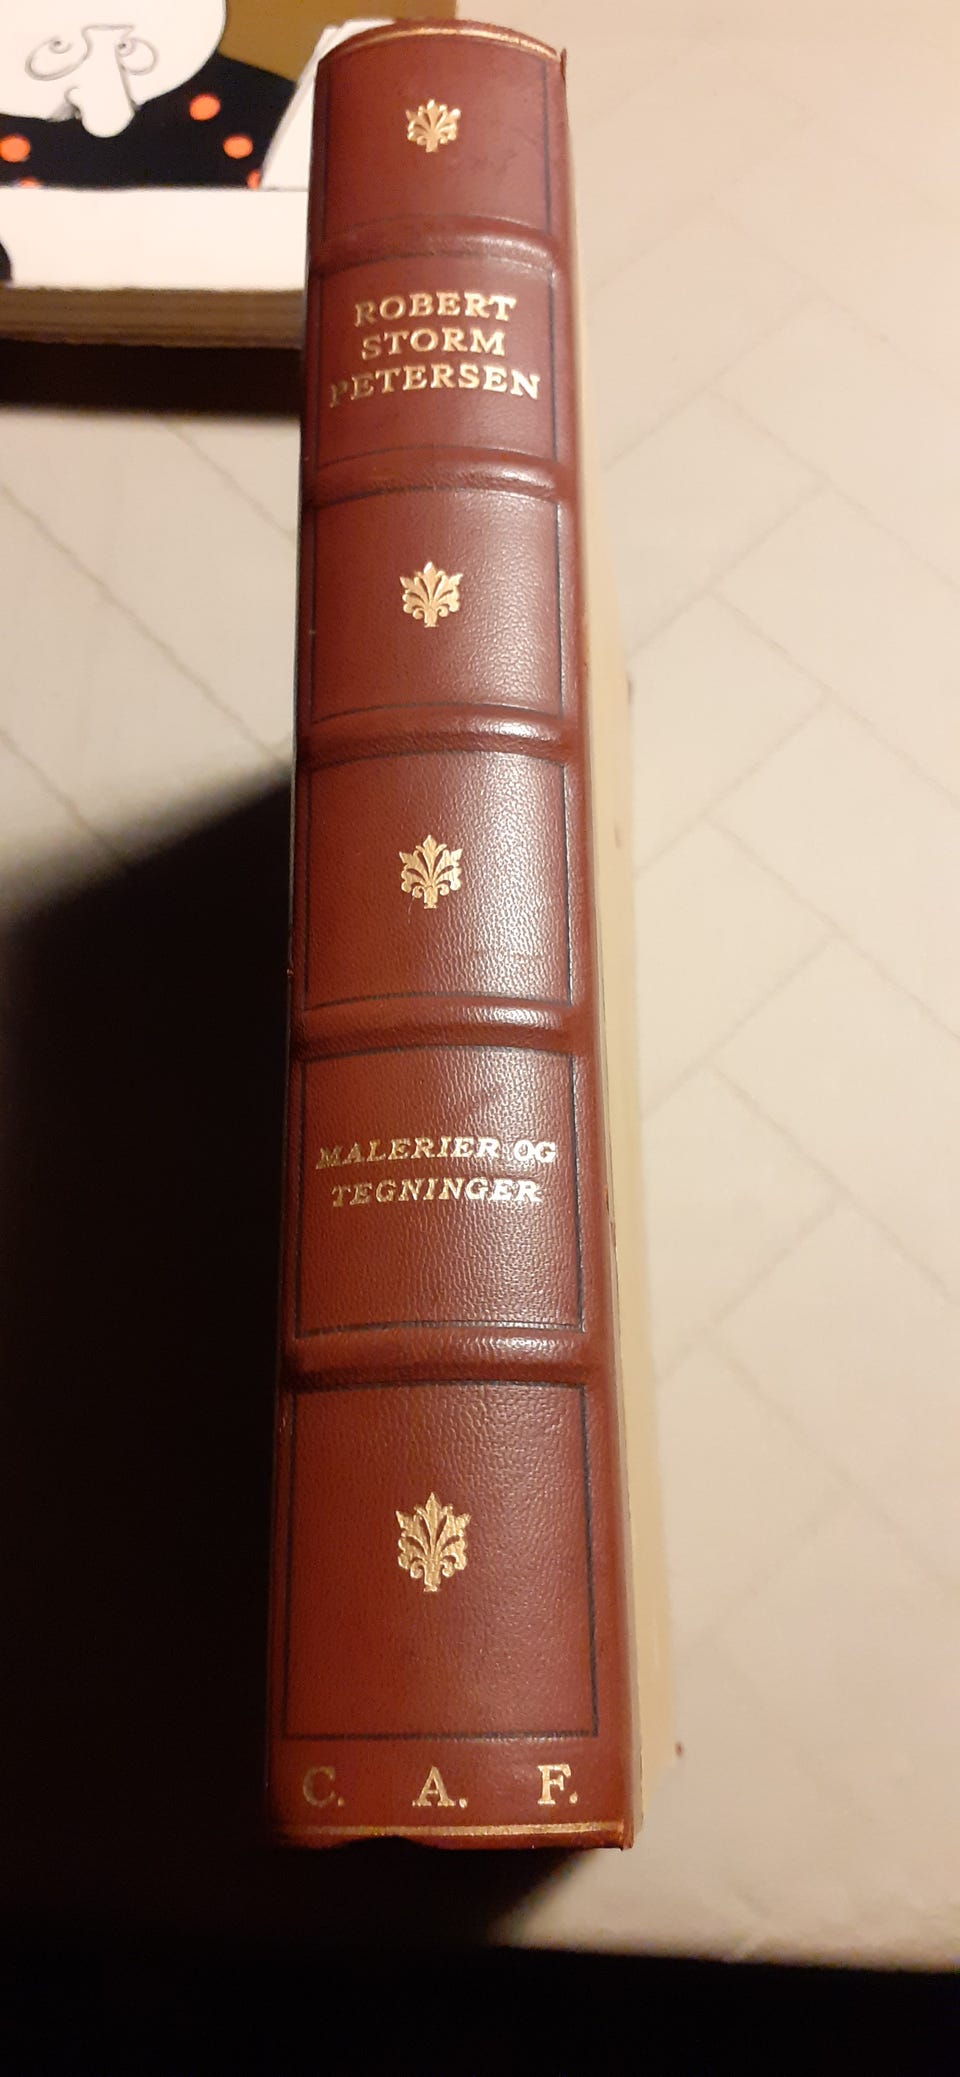 ROBERT
STORM
PETERSEN
MALERIER OG
TEGNINGER
C. A. F.